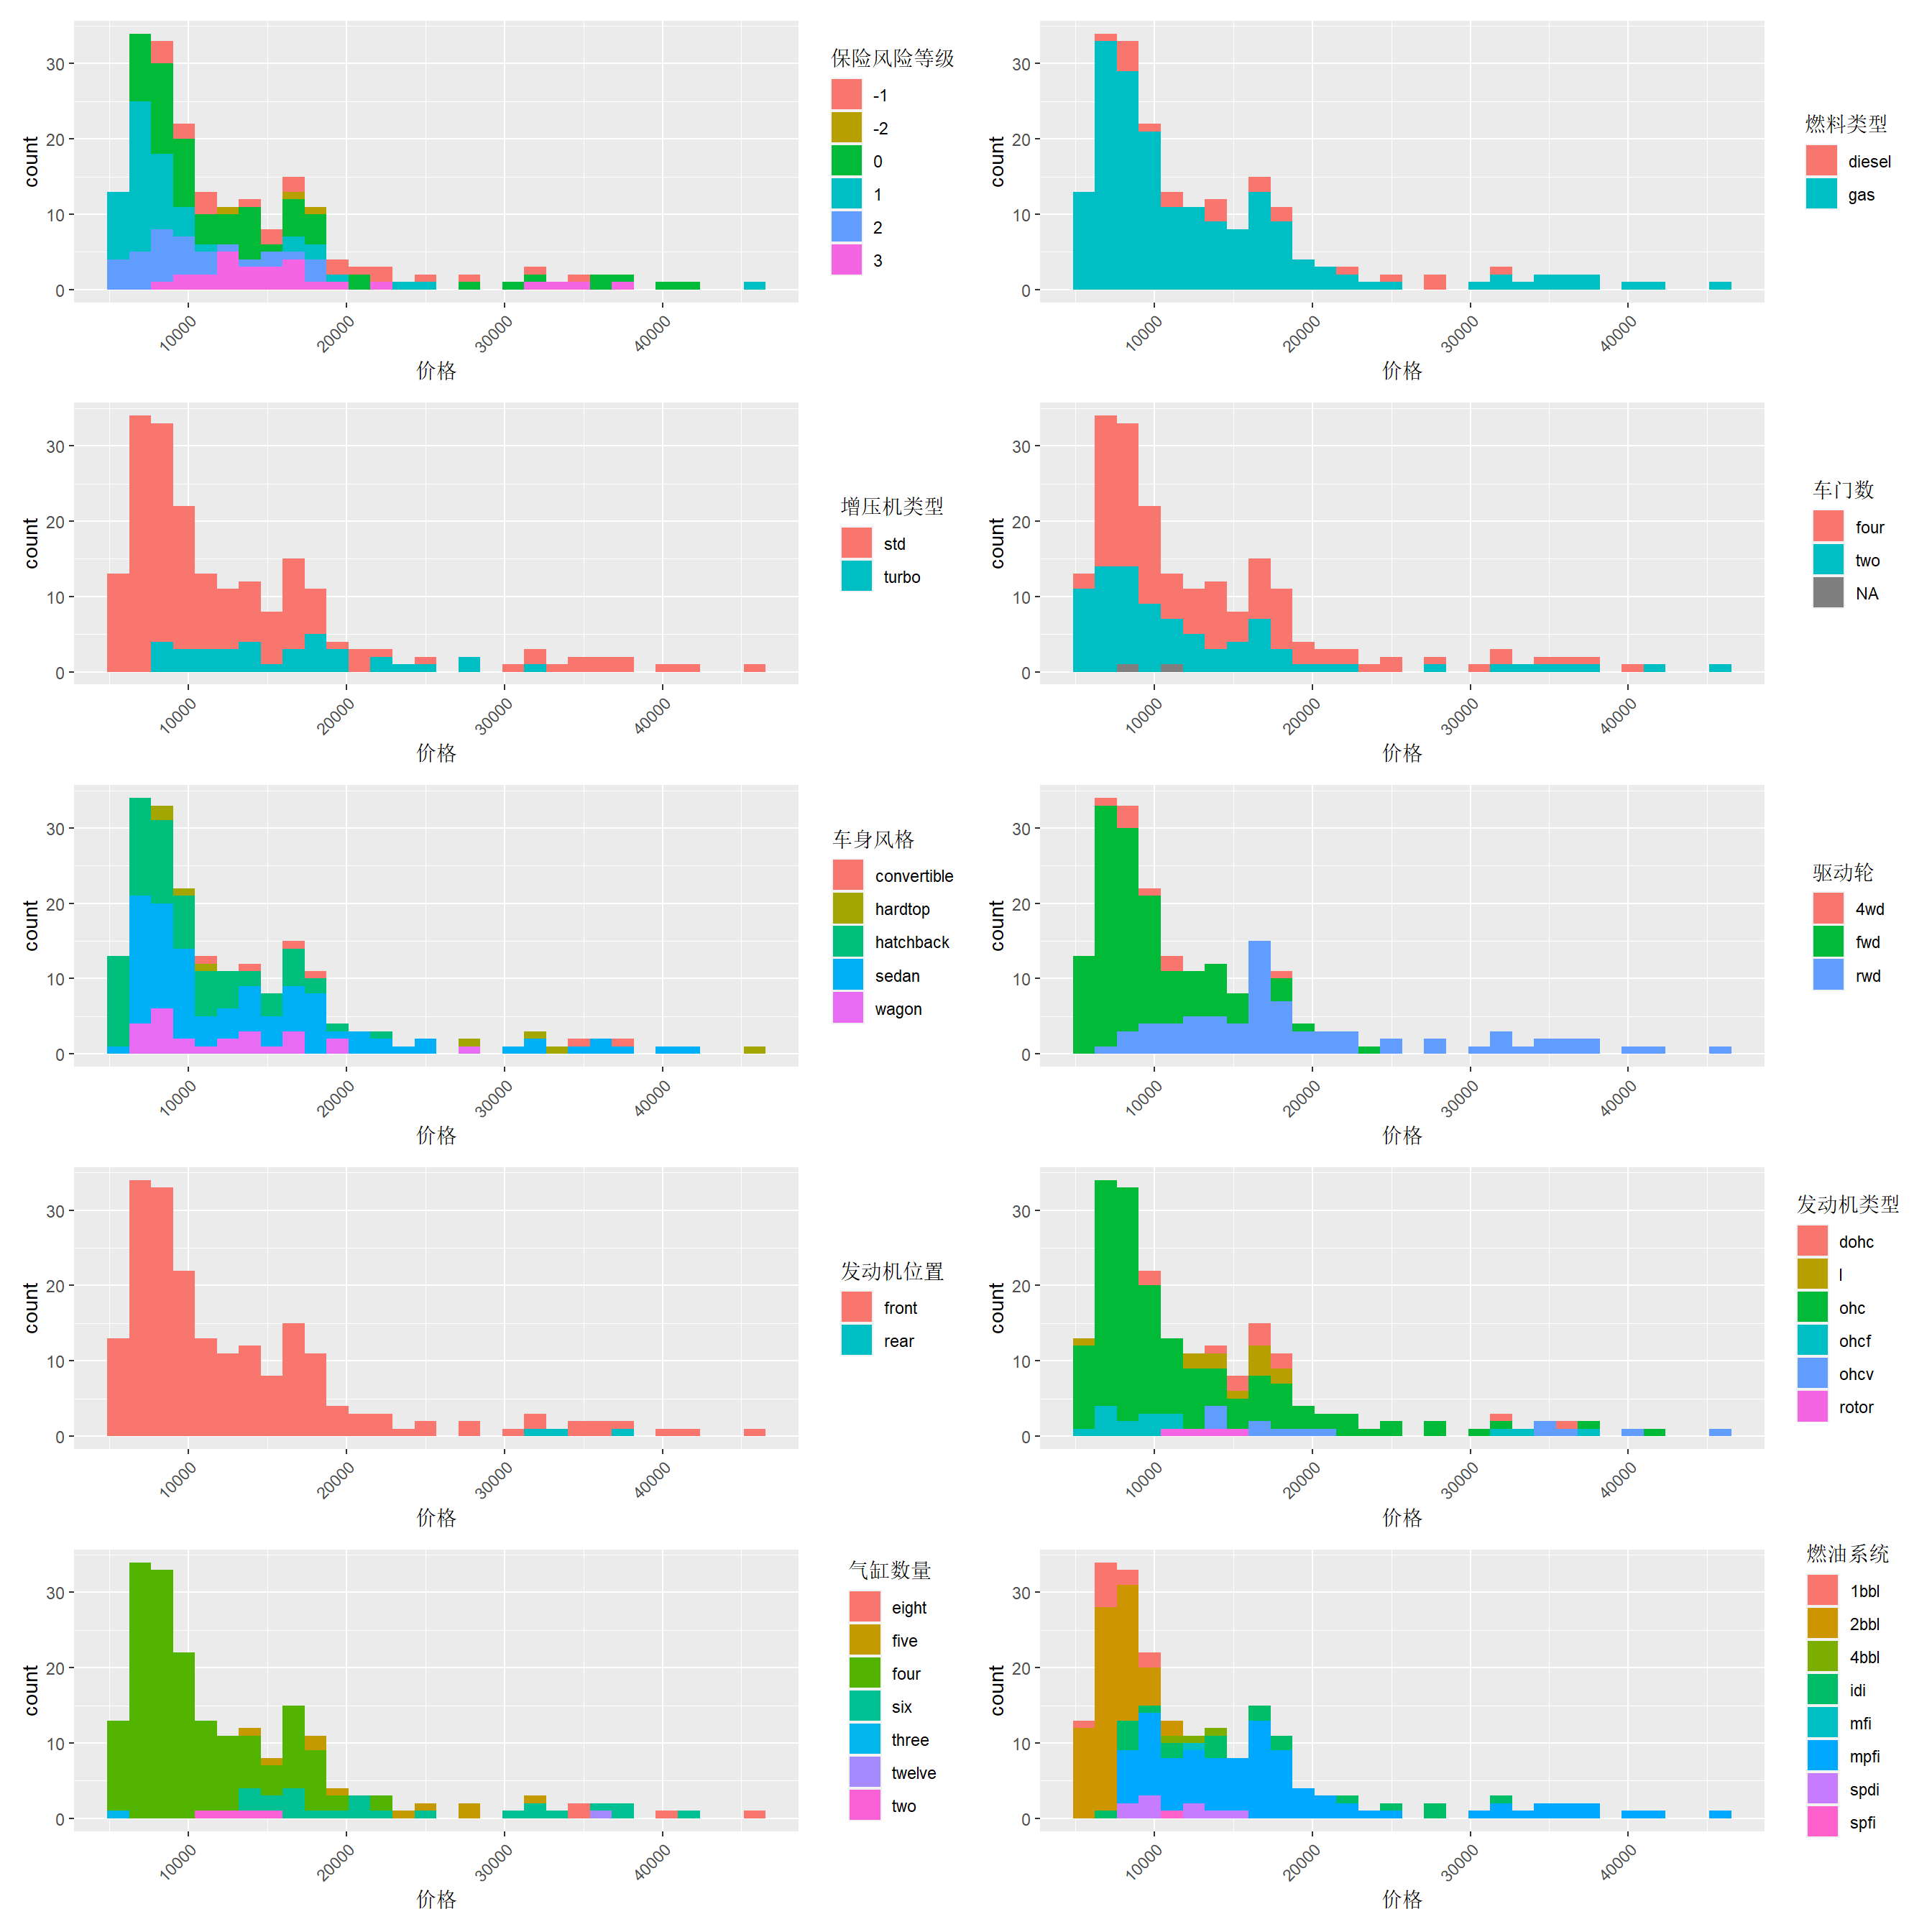 保险风险等级
-1
-2
0
1
2
3
count
30
20
10
0
10000
20000
30000
40000
价格
燃料类型
diesel
gas
count
30
20
10
0
10000
20000
30000
40000
价格
增压机类型
std
turbo
count
30
20
10
0
10000
20000
30000
40000
价格
车门数
four
two
NA
count
30
20
10
0
10000
20000
30000
40000
价格
车身风格
convertible
hardtop
hatchback
sedan
wagon
count
30
20
10
0
10000
20000
30000
40000
价格
驱动轮
4wd
fwd
rwd
count
30
20
10
0
10000
20000
30000
40000
价格
发动机位置
front
rear
count
30
20
10
0
10000
20000
30000
40000
价格
发动机类型
dohc
l
ohc
ohcf
ohcv
rotor
count
30
20
10
0
10000
20000
30000
40000
价格
气缸数量
eight
five
four
six
three
twelve
two
count
30
20
10
0
10000
20000
30000
40000
价格
燃油系统
1bbl
2bbl
4bbl
idi
mfi
mpfi
spdi
spfi
count
30
20
10
0
10000
20000
30000
40000
价格